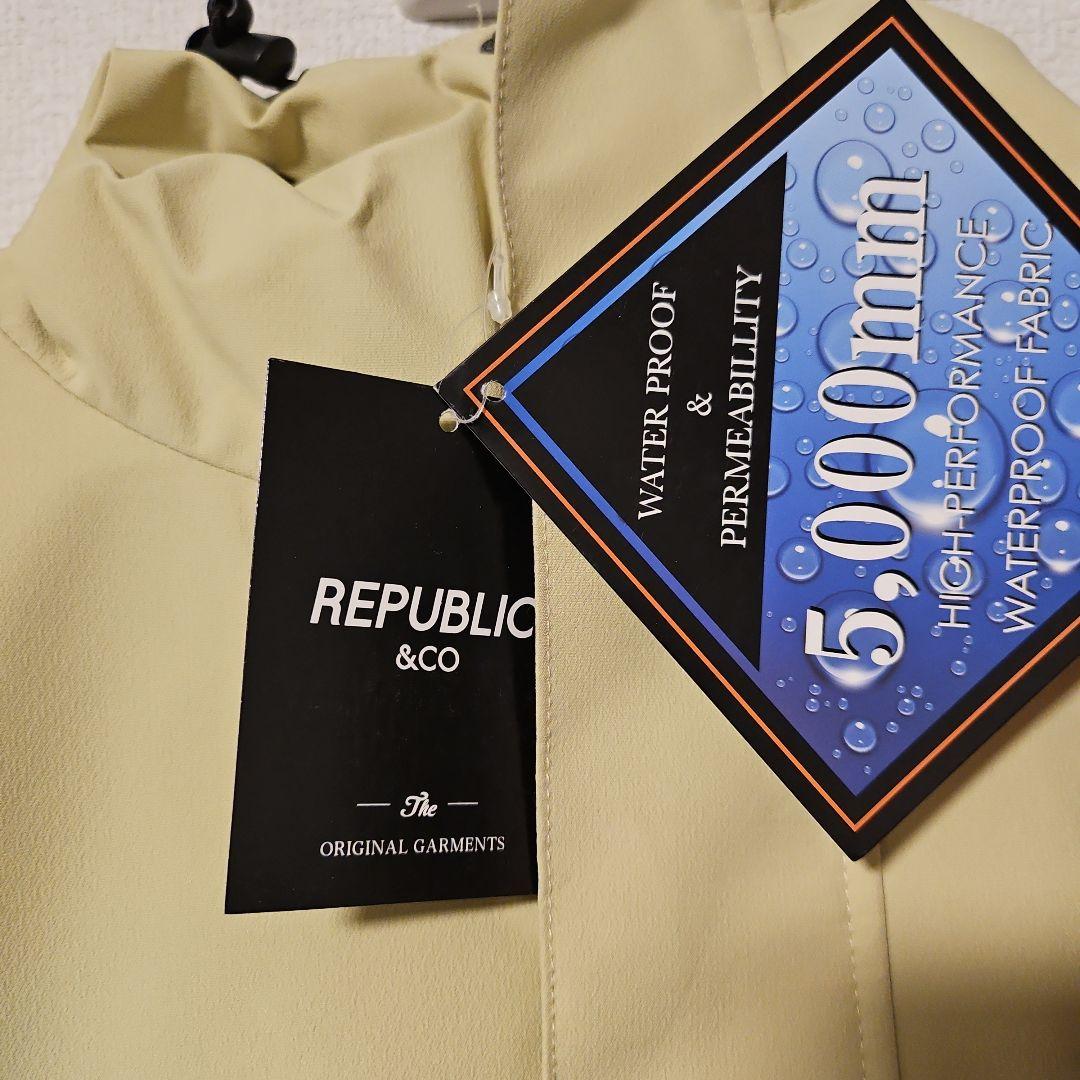 REPUBLIC
&CO
The
ORIGINAL GARMENTS
WATER PROOF
&
PERMEABILLITY
5,000mm
HIGH-PERFORMANCE
WATERPROOF FABRIC